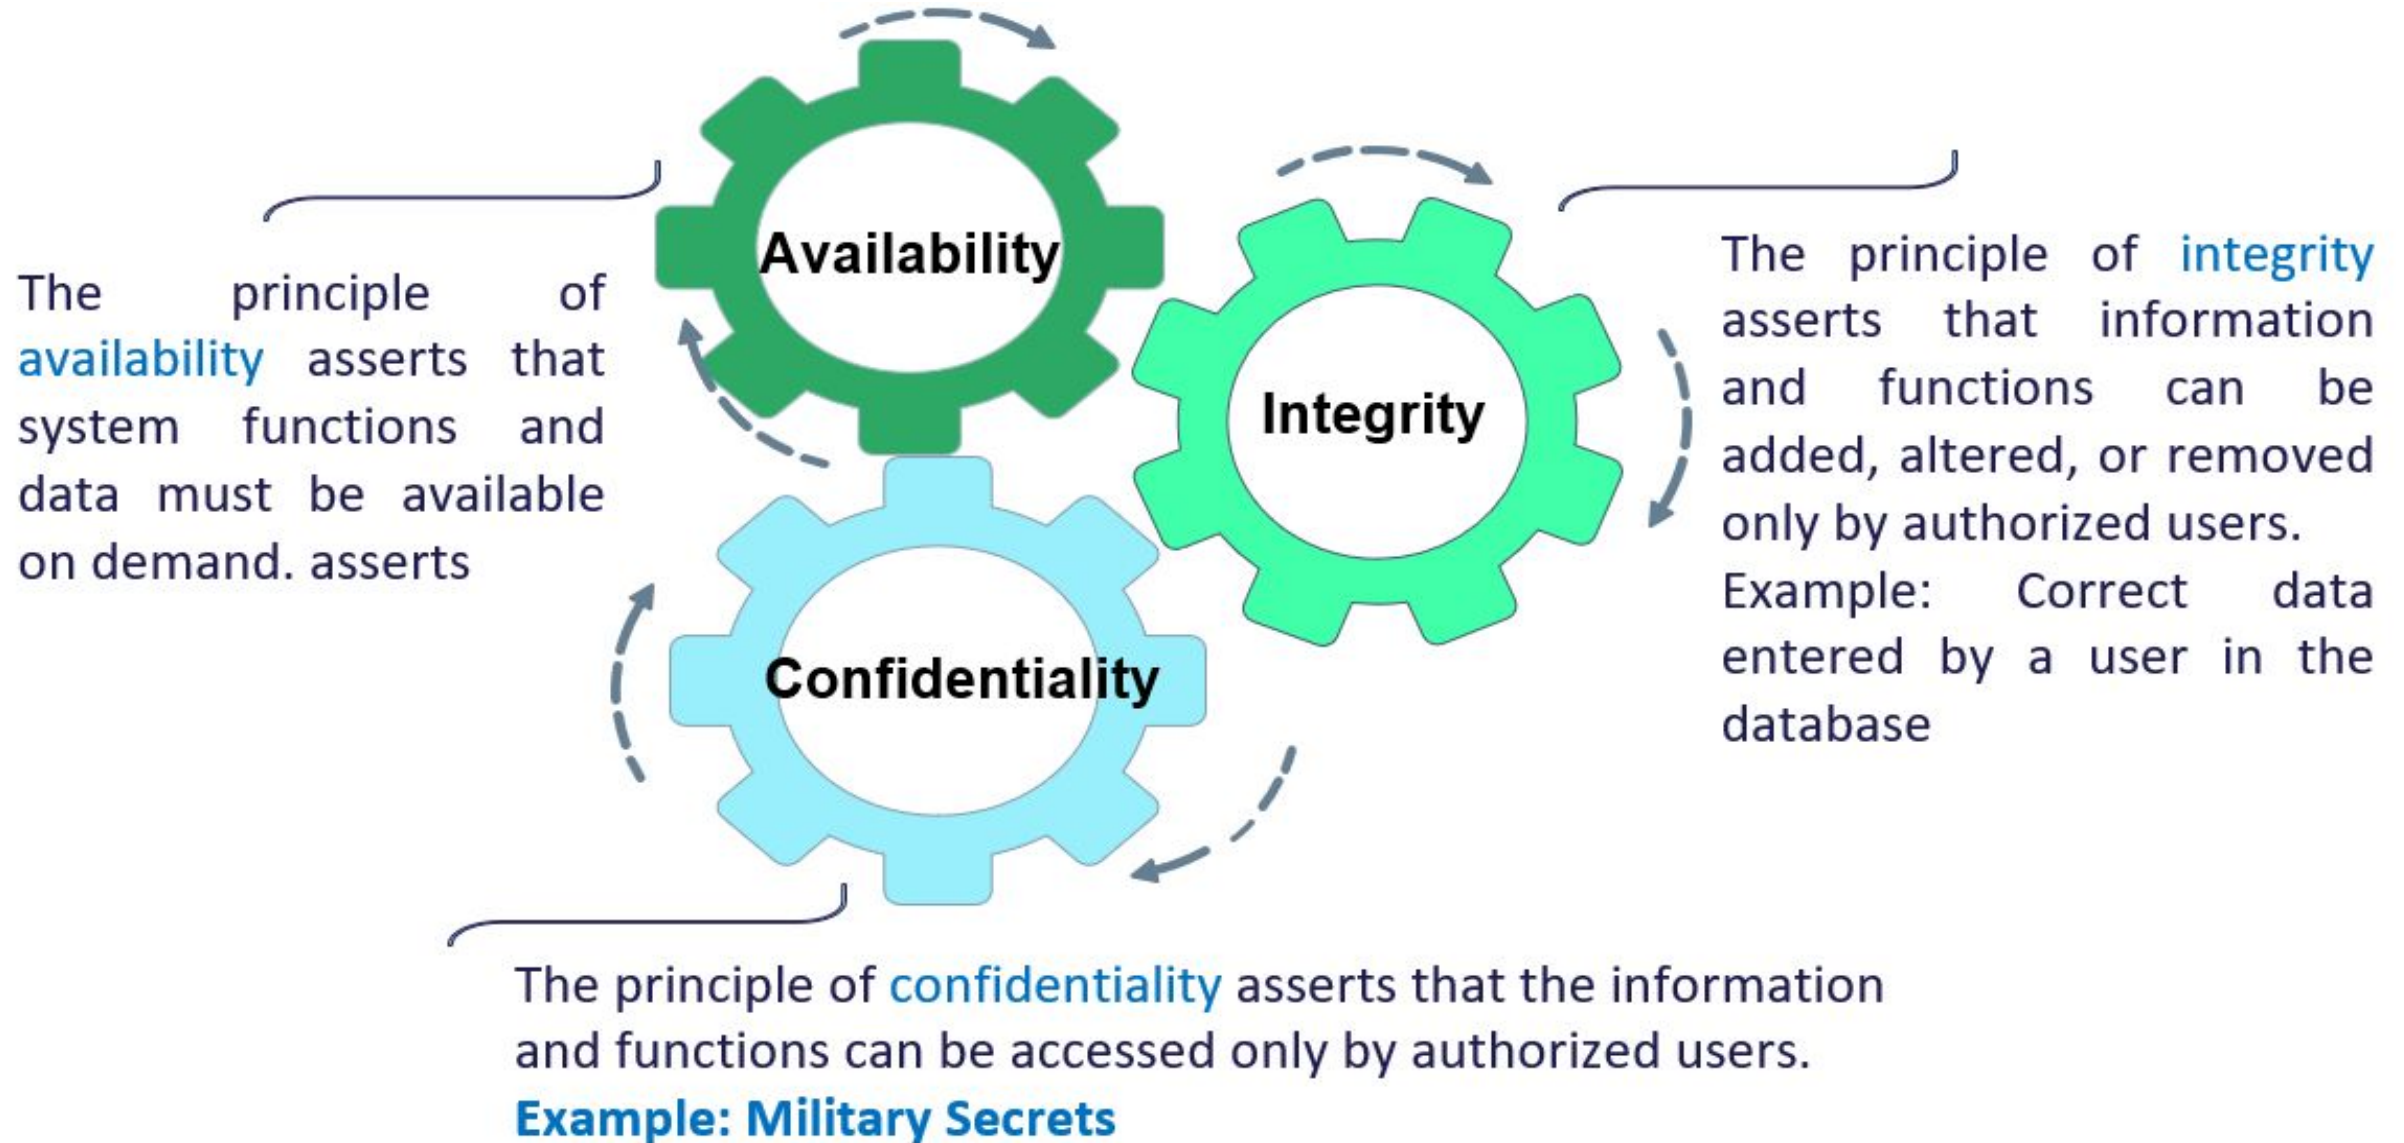 Availability
The principle of
availability asserts that
system functions and
data must be available
on demand. asserts
Integrity
The principle of integrity
asserts that information
and functions can be
added, altered, or removed
only by authorized users.
Example: Correct data
entered by a user in the
database
Confidentiality
The principle of confidentiality asserts that the information
and functions can be accessed only by authorized users.
Example: Military Secrets